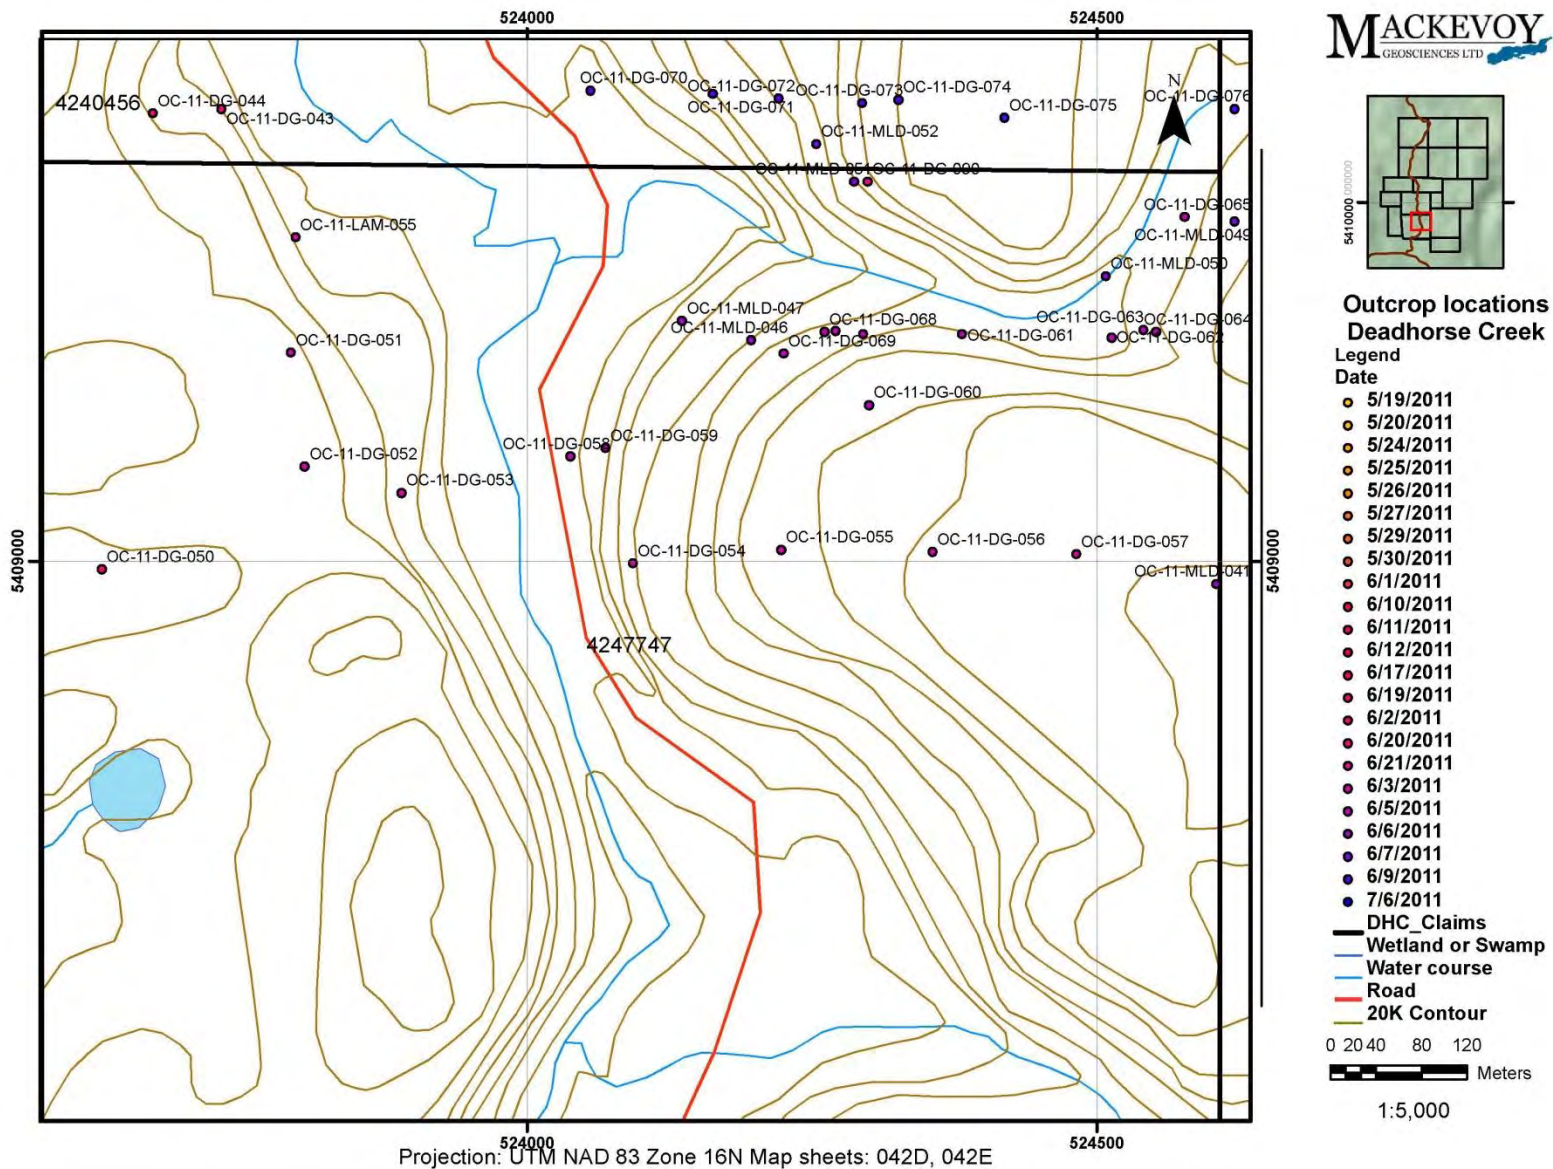 524000
524500
MACKEVOY
GEOSCIENCES LTD
N
4240456
OC-11-DG-044
OC-11-DG-043
OC-11-DG-070
OC-11-DG-072
OC-11-DG-071
OC-11-DG-073
OC-11-DG-074
OC-11-DG-075
OC-11-DG-076
OC-11-MLD-052
OC-11-MLD-051
OC-11-DG-090
OC-11-DG-065
OC-11-MLD-049
OC-11-LAM-055
OC-11-MLD-050
OC-11-MLD-047
OC-11-MLD-046
OC-11-DG-068
OC-11-DG-069
OC-11-DG-061
OC-11-DG-063
OC-11-DG-064
OC-11-DG-062
OC-11-DG-051
OC-11-DG-060
OC-11-DG-058
OC-11-DG-059
OC-11-DG-052
OC-11-DG-053
OC-11-DG-050
OC-11-DG-054
OC-11-DG-055
OC-11-DG-056
OC-11-DG-057
OC-11-MLD-041
5409000
5409000
4247747
5410000
Outcrop locations
Deadhorse Creek
Legend
Date
5/19/2011
5/20/2011
5/24/2011
5/25/2011
5/26/2011
5/27/2011
5/29/2011
5/30/2011
6/1/2011
6/10/2011
6/11/2011
6/12/2011
6/17/2011
6/19/2011
6/2/2011
6/20/2011
6/21/2011
6/3/2011
6/5/2011
6/6/2011
6/7/2011
6/9/2011
7/6/2011
DHC_Claims
Wetland or Swamp
Water course
Road
20K Contour
0 20 40 80 120
Meters
1:5,000
524000
524500
Projection: UTM NAD 83 Zone 16N Map sheets: 042D, 042E